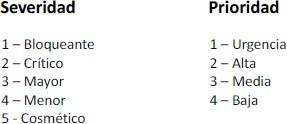 Severidad
1 – Bloqueante
2 – Crítico
3 – Mayor
4 – Menor
5 - Cosmético
Prioridad
1 – Urgencia
2 – Alta
3 – Media
4 – Baja